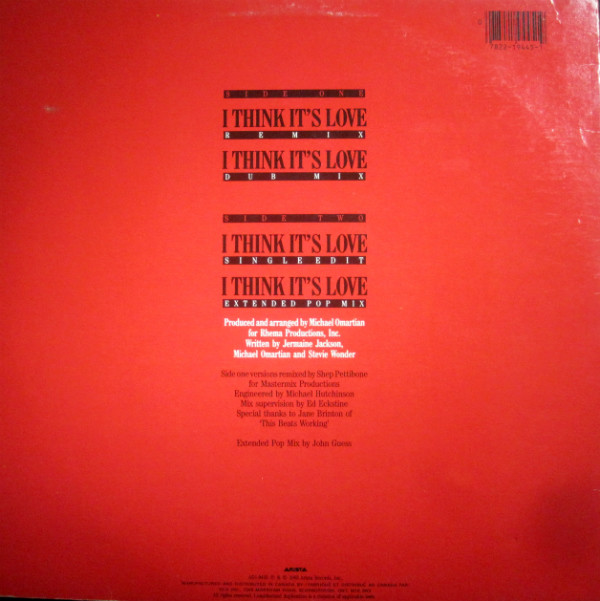 SIDE ONE
I THINK IT'S LOVE
REMIX
I THINK IT'S LOVE
DUB MIX
SIDE TWO
I THINK IT'S LOVE
SINGLE EDIT
I THINK IT'S LOVE
EXTENDED POP MIX
Produced and arranged by Michael Omartian
for Rhema Productions, Inc.
Written by Jermaine Jackson,
Michael Omartian and Stevie Wonder
Side one versions remixed by Shep Pettibone
for Mastermix Productions
Engineered by Michael Hutchinson
Mix supervision by Ed Eckstine
Special thanks to Jane Brinton of
'This Beats Working'
Extended Pop Mix by John Guess
ARISTA
Arista Records, Inc.